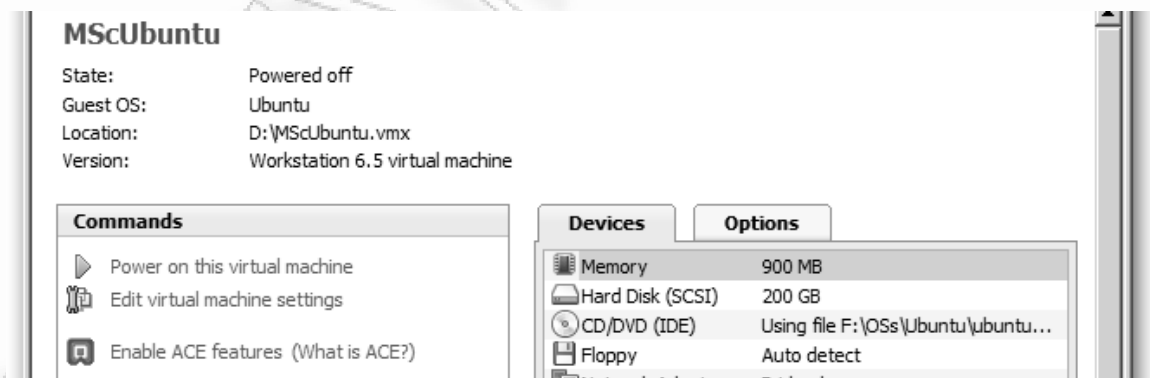 MScUbuntu
State: Powered off
Guest OS: Ubuntu
Location: D:\MScUbuntu.vmx
Version: Workstation 6.5 virtual machine
Commands
Power on this virtual machine
Edit virtual machine settings
Enable ACE features (What is ACE?)
Devices Options
Memory 900 MB
Hard Disk (SCSI) 200 GB
CD/DVD (IDE) Using file F:\OSs\Ubuntu\ubuntu...
Floppy Auto detect